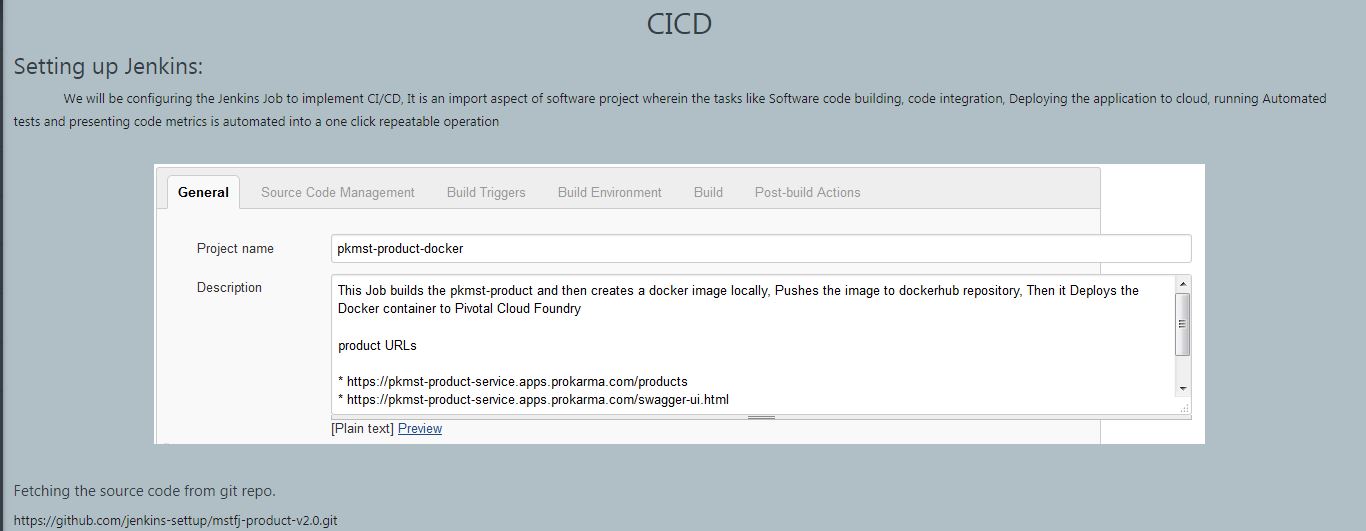 CICD
Setting up Jenkins:
We will be configuring the Jenkins Job to implement CI/CD, It is an import aspect of software project wherein the tasks like Software code building, code integration, Deploying the application to cloud, running Automated
tests and presenting code metrics is automated into a one click repeatable operation
General Source Code Management Build Triggers Build Environment Build Post-build Actions
Project name pkmst-product-docker
Description This Job builds the pkmst-product and then creates a docker image locally, Pushes the image to dockerhub repository, Then it Deploys the
Docker container to Pivotal Cloud Foundry
product URLs
* https://pkmst-product-service.apps.prokarma.com/products
* https://pkmst-product-service.apps.prokarma.com/swagger-ui.html
[Plain text] Preview
Fetching the source code from git repo.
https://github.com/jenkins-settup/mstfj-product-v2.0.git